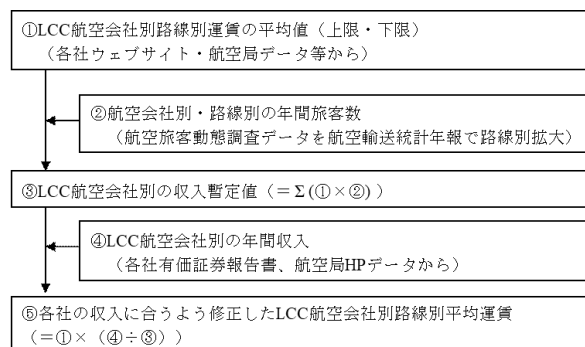 ①LCC航空会社別路線別運賃の平均値（上限・下限）
（各社ウェブサイト・航空局データ等から）
②航空会社別・路線別の年間旅客数
（航空旅客動態調査データを航空輸送統計年報で路線別拡大）
③LCC航空会社別の収入暫定値（＝Σ(①×②)）
④LCC航空会社別の年間収入
（各社有価証券報告書、航空局HPデータから）
⑤各社の収入に合うよう修正したLCC航空会社別路線別平均運賃
（＝①×（④÷③））